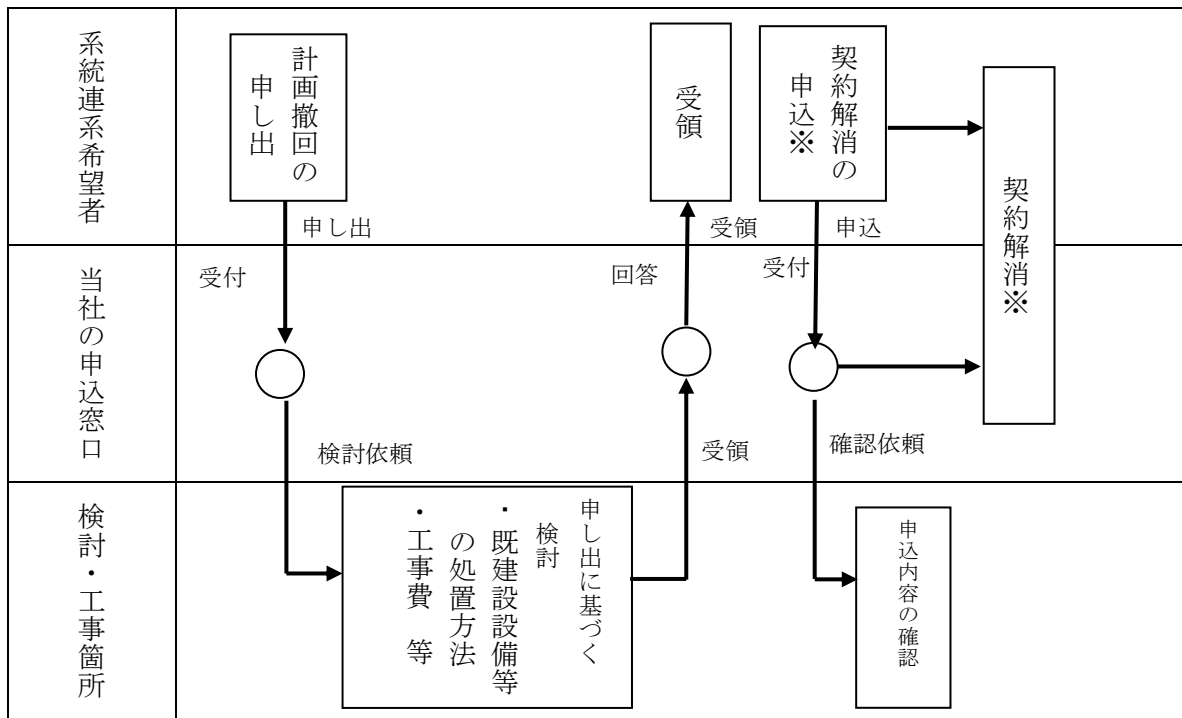 系統連系希望者
計画撤回の
申し出
受領
契約解消の
申込※
契約解消※
申し出
受領
申込
当社の申込窓口
受付
回答
受付
検討依頼
受領
確認依頼
検討・工事箇所
申し出に基づく
検討
・既建設設備等
の処置方法
・工事費 等
申込内容の確認